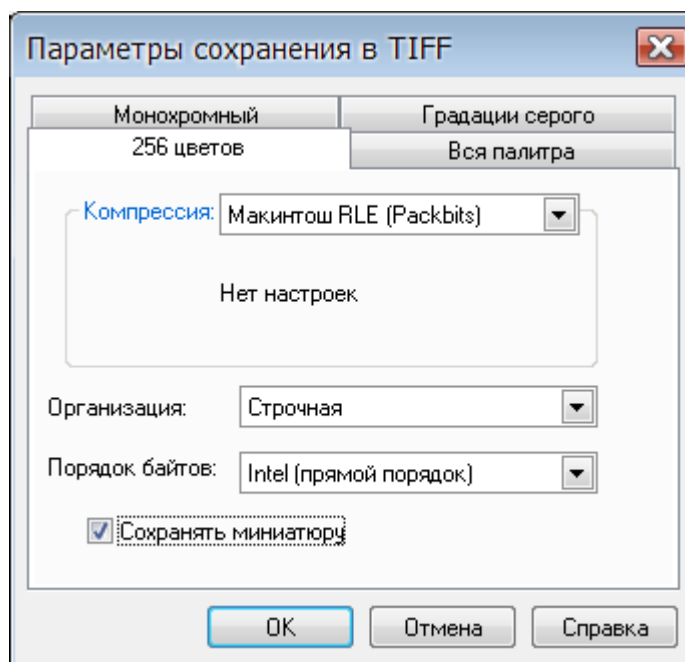 Параметры сохранения в TIFF
Монохромный Градации серого
256 цветов Вся палитра
Компрессия: Макинтош RLE (Packbits)
Нет настроек
Организация: Строчная
Порядок байтов: Intel (прямой порядок)
Сохранять миниатюру
OK Отмена Справка